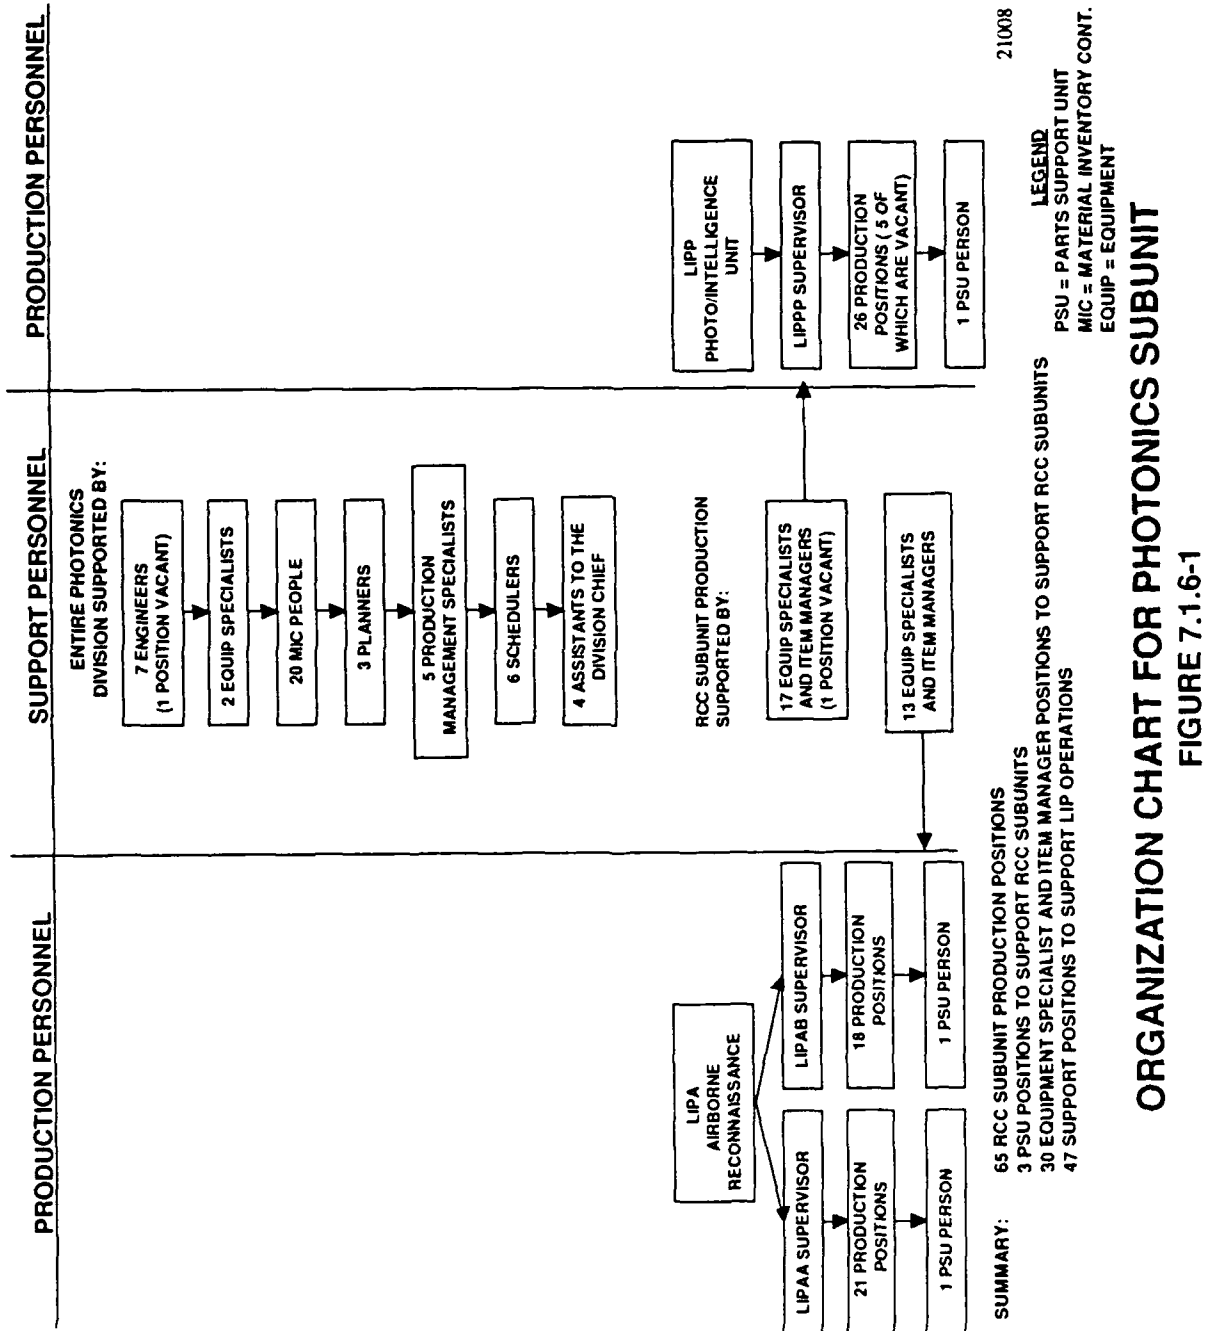 PRODUCTION PERSONNEL
SUPPORT PERSONNEL
PRODUCTION PERSONNEL
ENTIRE PHOTONICS
DIVISION SUPPORTED BY:
7 ENGINEERS
(1 POSITION VACANT)
2 EQUIP SPECIALISTS
20 MIC PEOPLE
3 PLANNERS
5 PRODUCTION
MANAGEMENT SPECIALISTS
6 SCHEDULERS
4 ASSISTANTS TO THE
DIVISION CHIEF
LIPA
AIRBORNE
RECONNAISSANCE
LIPAA SUPERVISOR
21 PRODUCTION
POSITIONS
1 PSU PERSON
LIPAB SUPERVISOR
18 PRODUCTION
POSITIONS
1 PSU PERSON
RCC SUBUNIT PRODUCTION
SUPPORTED BY:
17 EQUIP SPECIALISTS
AND ITEM MANAGERS
(1 POSITION VACANT)
13 EQUIP SPECIALISTS
AND ITEM MANAGERS
LIPP
PHOTO/INTELLIGENCE
UNIT
LIPPP SUPERVISOR
26 PRODUCTION
POSITIONS ( 5 OF
WHICH ARE VACANT)
1 PSU PERSON
21008
SUMMARY: 65 RCC SUBUNIT PRODUCTION POSITIONS
3 PSU POSITIONS TO SUPPORT RCC SUBUNITS
30 EQUIPMENT SPECIALIST AND ITEM MANAGER POSITIONS TO SUPPORT RCC SUBUNITS
47 SUPPORT POSITIONS TO SUPPORT LIP OPERATIONS
LEGEND
PSU = PARTS SUPPORT UNIT
MIC = MATERIAL INVENTORY CONT.
EQUIP = EQUIPMENT
ORGANIZATION CHART FOR PHOTONICS SUBUNIT
FIGURE 7.1.6-1